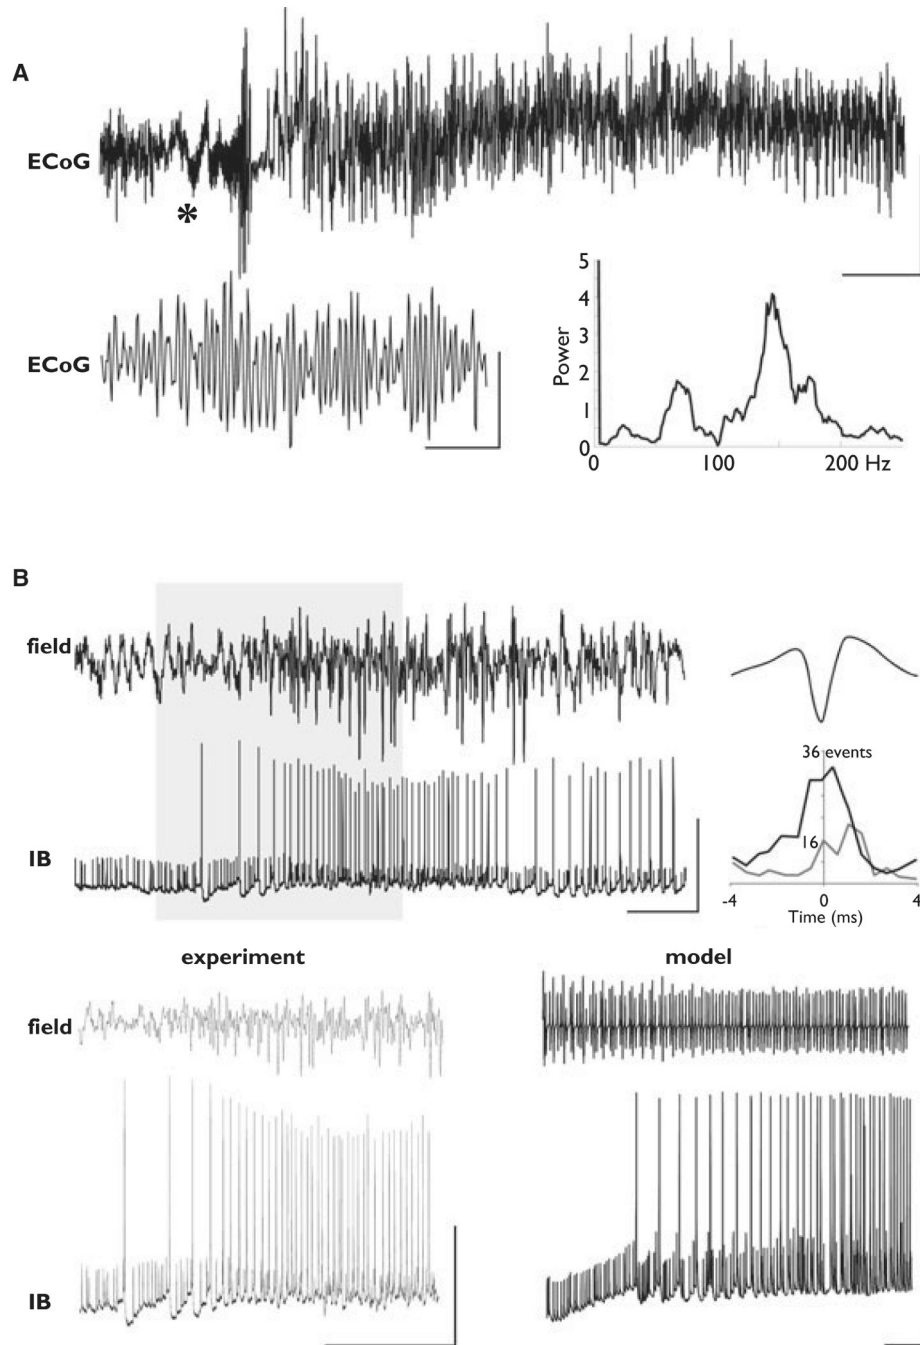 A
ECoG
*
ECoG
5
4
3
2
1
0
Power
0 100 200 Hz
B
field
IB
36 events
16
-4 0 4
Time (ms)
experiment model
field
IB